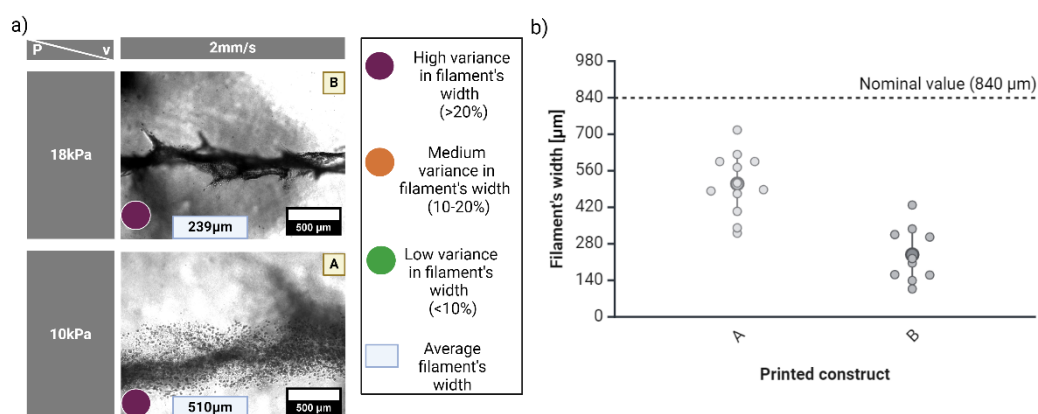 a)
P v
2mm/s
18kPa
B
239µm
500 µm
10kPa
A
510µm
500 µm
High variance
in filament's
width
(>20%)
Medium
variance in
filament's width
(10-20%)
Low variance
in filament's
width
(<10%)
Average
filament's
width
b)
Filament's width [µm]
980
840
700
560
420
280
140
0
Nominal value (840 µm)
A
B
Printed construct